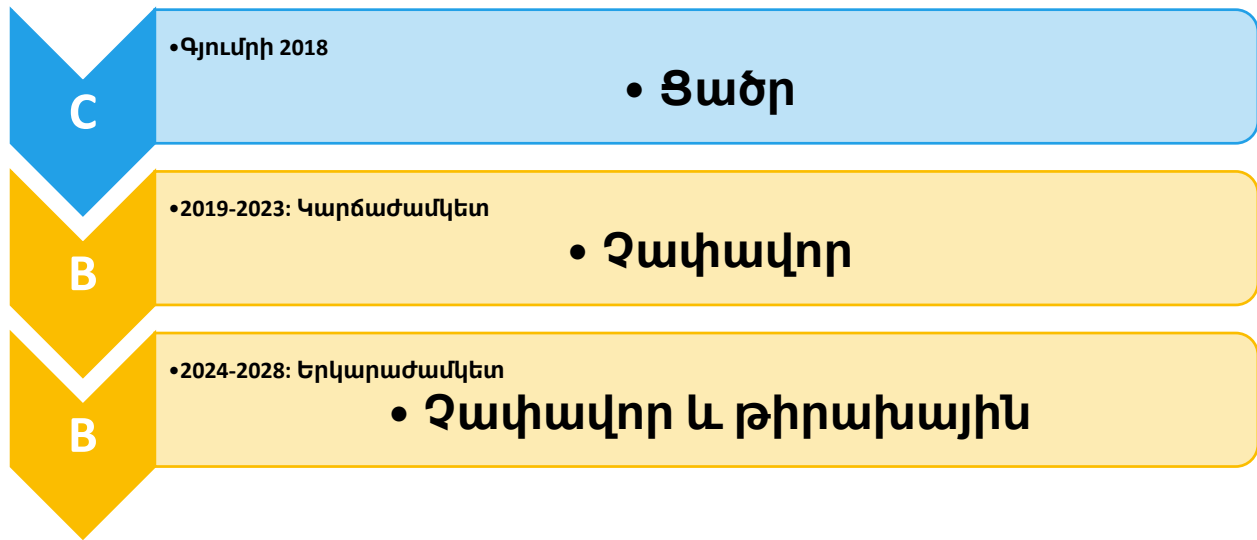 C
•Գյումրի 2018
• Ցածր
B
•2019-2023: Կարճաժամկետ
• Չափավոր
B
•2024-2028: Երկարաժամկետ
• Չափավոր և թիրախային